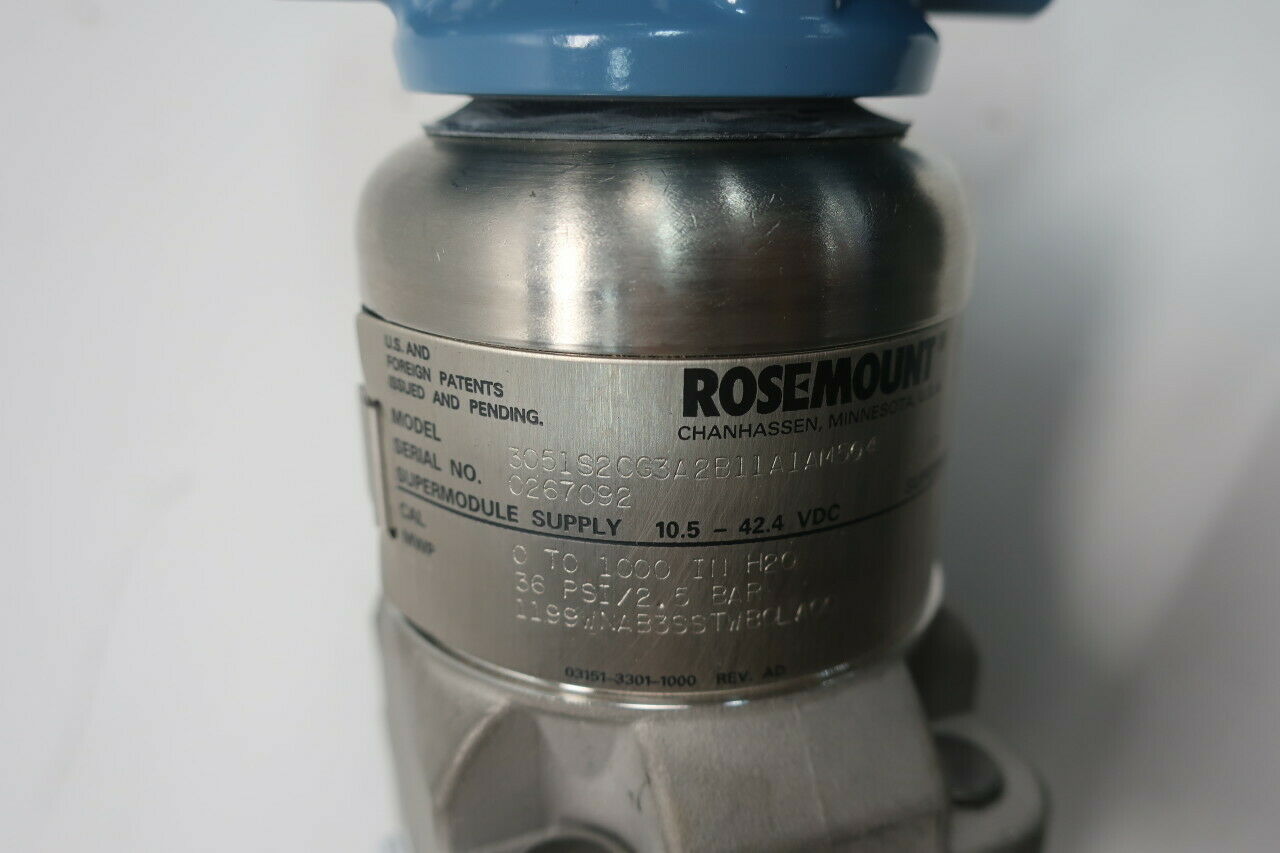 U.S. AND
FOREIGN PATENTS
ISSUED AND PENDING.
ROSEMOUNT
CHANHASSEN, MINNESOTA
MODEL 3051S2CG3A2B11A1AM5Q4
SERIAL NO. 0267092
SUPERMODULE SUPPLY 10.5 – 42.4 VDC
CAL 0 TO 1000 IN H2O
MWP 36 PSI/2.5 BAR
03151-3301-1000 REV. AD